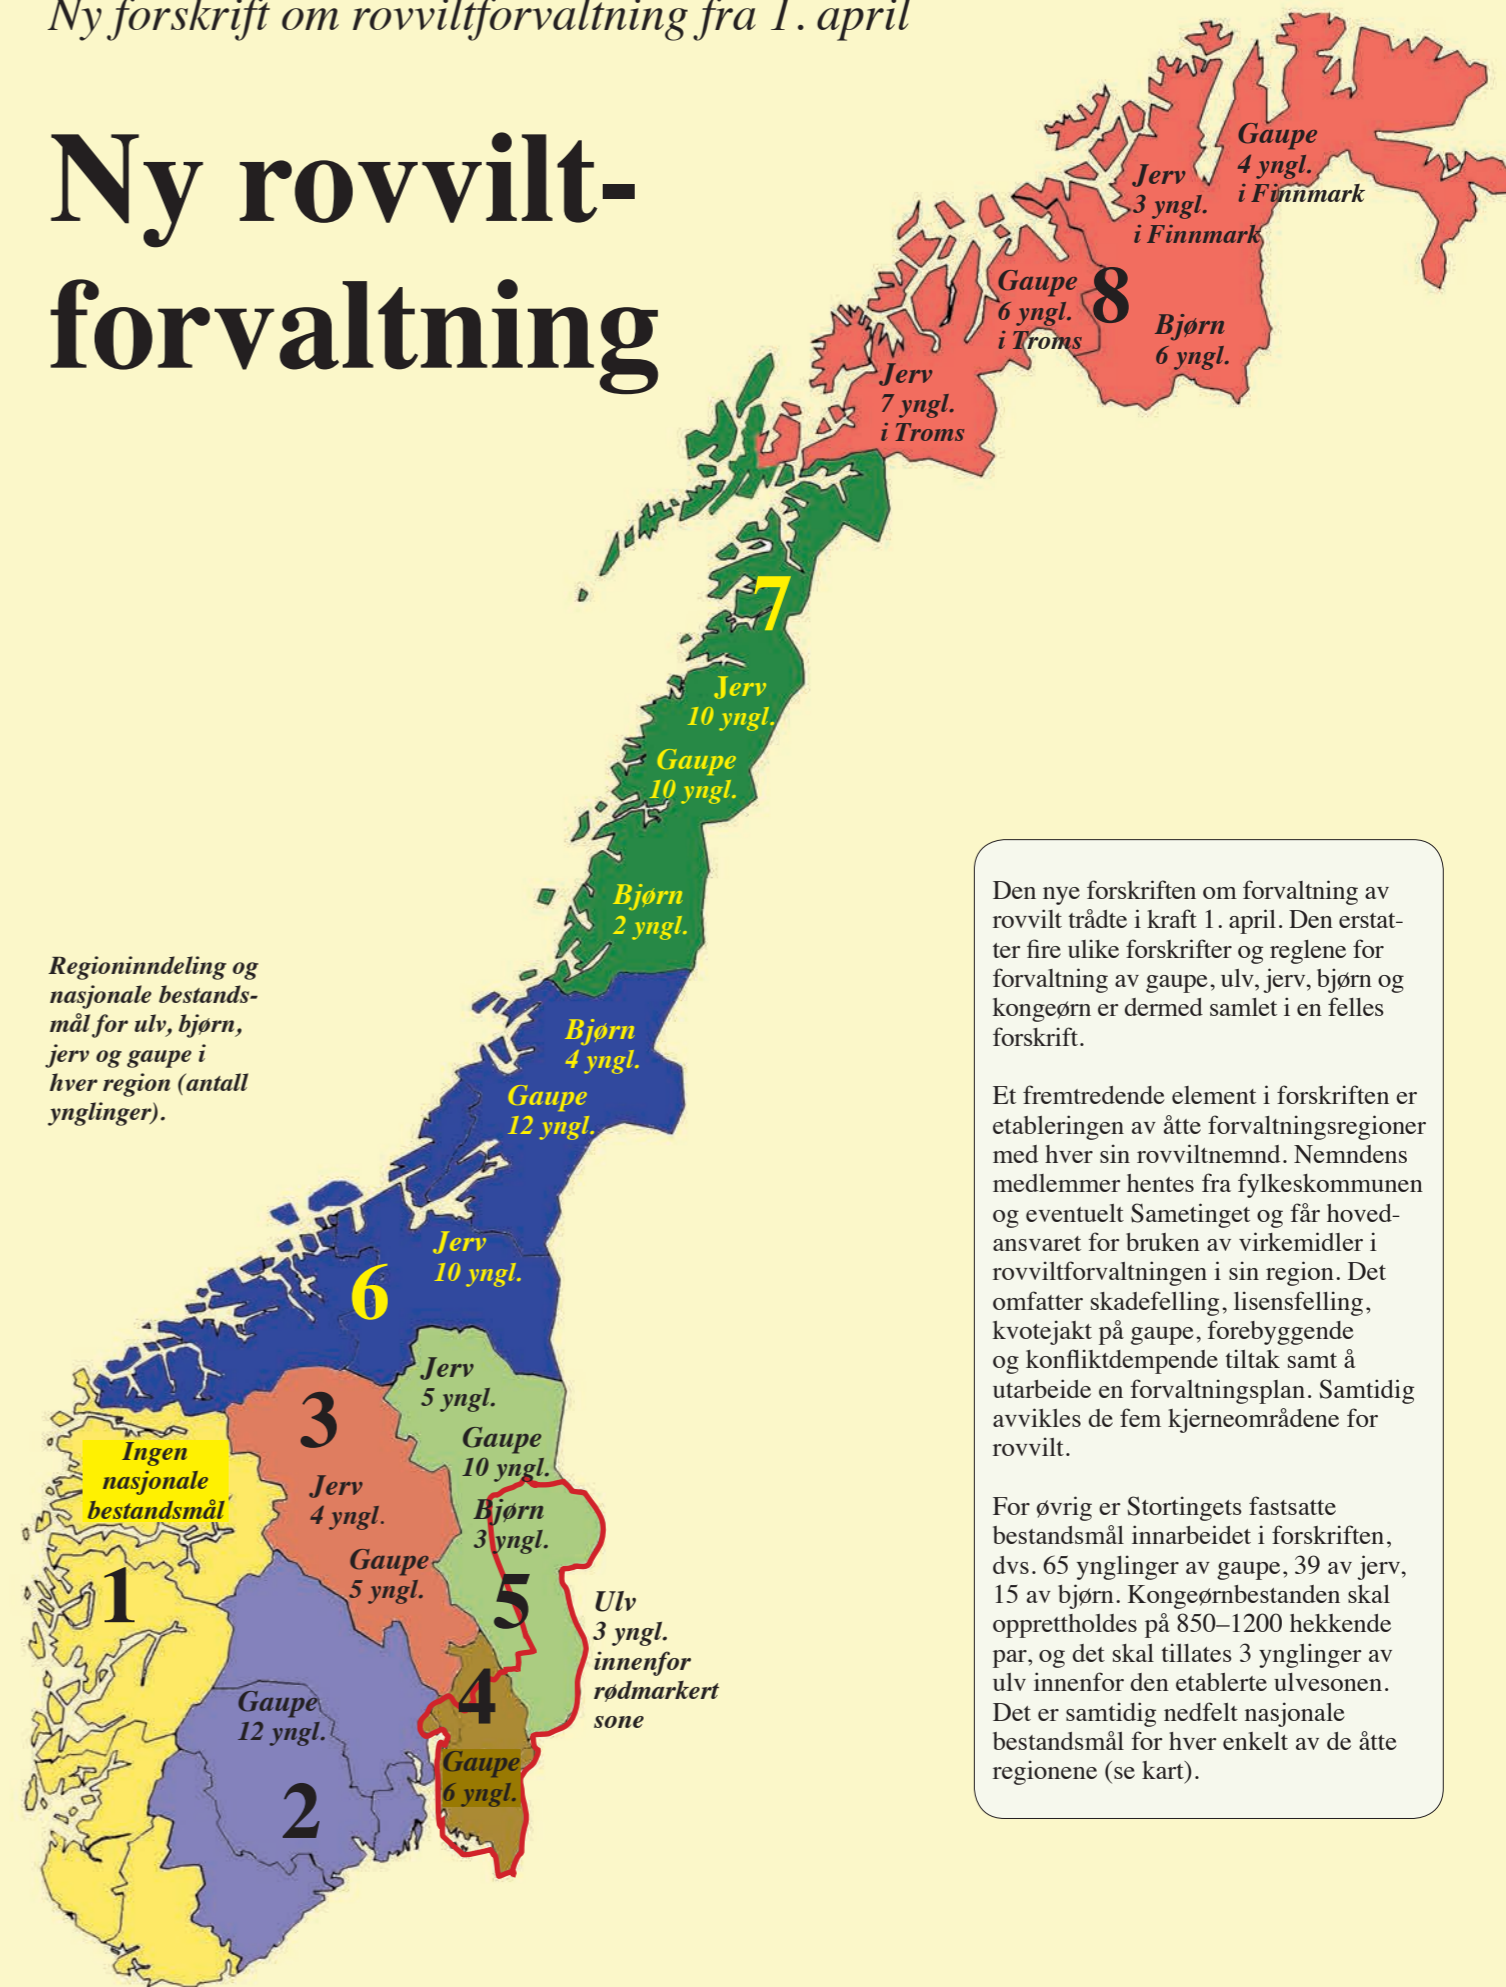 Ny forskrift om rovviltforvaltning fra 1. april
Ny rovvilt-
forvaltning
Gaupe
4 yngl.
i Finnmark
Jerv
3 yngl.
i Finnmark
Gaupe
6 yngl.
i Troms
8
Bjørn
6 yngl.
Jerv
7 yngl.
i Troms
7
Jerv
10 yngl.
Gaupe
10 yngl.
Bjørn
2 yngl.
Regioninndeling og
nasjonale bestands-
mål for ulv, bjørn,
jerv og gaupe i
hver region (antall
ynglinger).
Bjørn
4 yngl.
Gaupe
12 yngl.
Jerv
10 yngl.
6
Jerv
5 yngl.
Gaupe
10 yngl.
Bjørn
3 yngl.
5
3
Jerv
4 yngl.
Gaupe
5 yngl.
Ingen
nasjonale
bestandsmål
1
Ulv
3 yngl.
innenfor
rødmarkert
sone
4
Gaupe
6 yngl.
Gaupe
12 yngl.
2
Den nye forskriften om forvaltning av
rovvilt trådte i kraft 1. april. Den erstat-
ter fire ulike forskrifter og reglene for
forvaltning av gaupe, ulv, jerv, bjørn og
kongeørn er dermed samlet i en felles
forskrift.
Et fremtredende element i forskriften er
etableringen av åtte forvaltningsregioner
med hver sin rovviltnemnd. Nemndens
medlemmer hentes fra fylkeskommunen
og eventuelt Sametinget og får hoved-
ansvaret for bruken av virkemidler i
rovviltforvaltningen i sin region. Det
omfatter skadefelling, lisensfelling,
kvotejakt på gaupe, forebyggende
og konfliktdempende tiltak samt å
utarbeide en forvaltningsplan. Samtidig
avvikles de fem kjerneområdene for
rovvilt.
For øvrig er Stortingets fastsatte
bestandsmål innarbeidet i forskriften,
dvs. 65 ynglinger av gaupe, 39 av jerv,
15 av bjørn. Kongeørnbestanden skal
opprettholdes på 850–1200 hekkende
par, og det skal tillates 3 ynglinger av
ulv innenfor den etablerte ulvesonen.
Det er samtidig nedfelt nasjonale
bestandsmål for hver enkelt av de åtte
regionene (se kart).